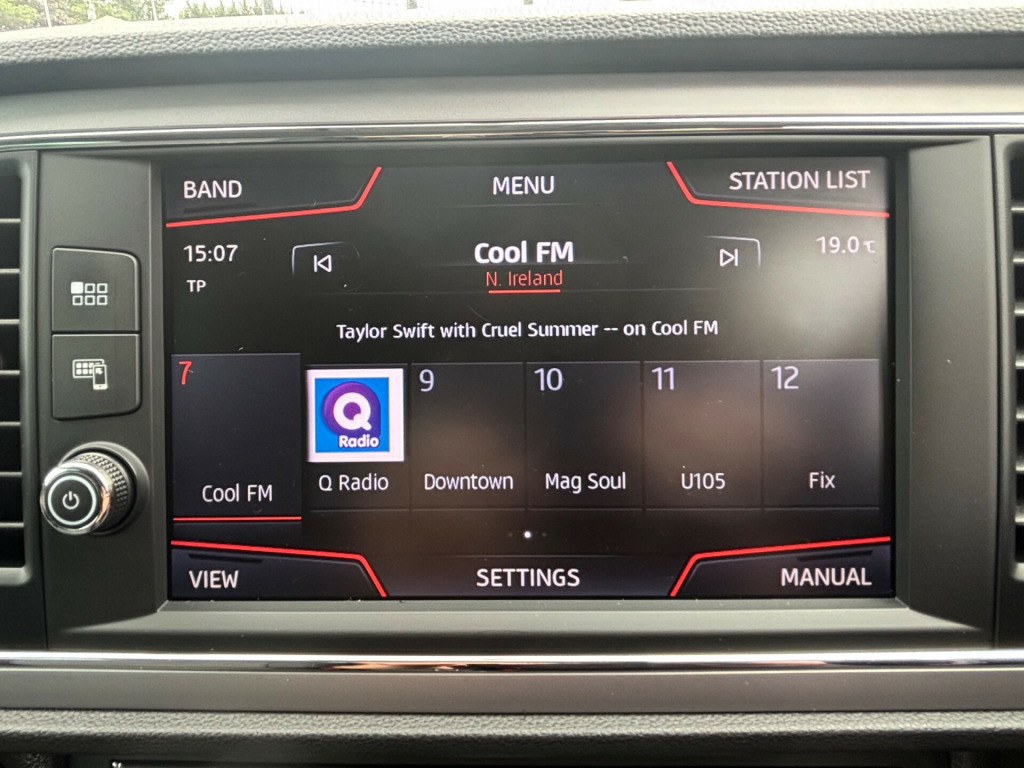 BAND
MENU
STATION LIST
15:07
Cool FM
19.0℃
TP
N. Ireland
Taylor Swift with Cruel Summer -- on Cool FM
7
9
10
11
12
Q
Radio
Cool FM
Q Radio
Downtown
Mag Soul
U105
Fix
VIEW
SETTINGS
MANUAL